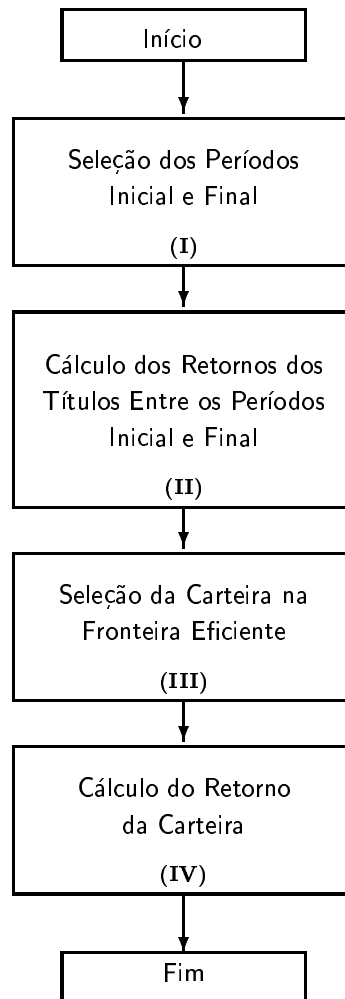 Início
Seleção dos Períodos
Inicial e Final
(I)
Cálculo dos Retornos dos
Títulos Entre os Períodos
Inicial e Final
(II)
Seleção da Carteira na
Fronteira Eficiente
(III)
Cálculo do Retorno
da Carteira
(IV)
Fim